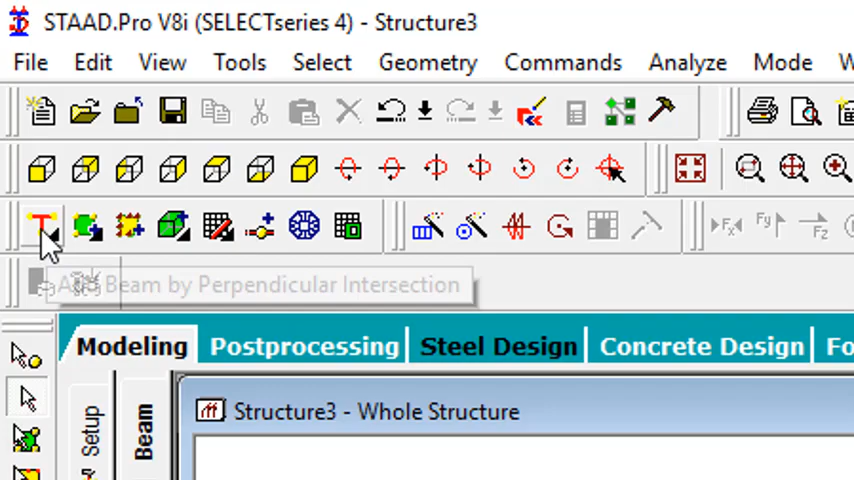 STAAD.Pro V8i (SELECTseries 4) - Structure3
File Edit View Tools Select Geometry Commands Analyze Mode
Add Beam by Perpendicular Intersection
Modeling Postprocessing Steel Design Concrete Design Fo
Setup
Beam
Structure3 - Whole Structure